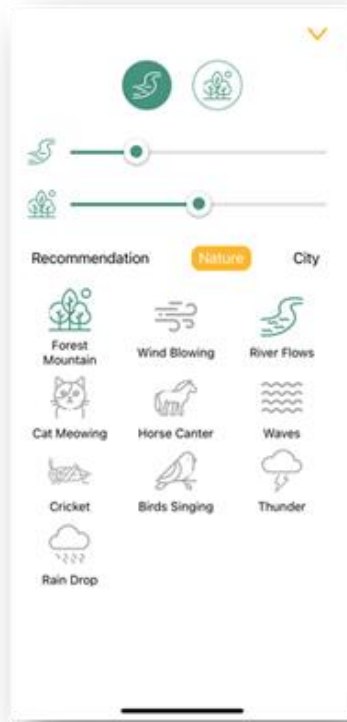 Recommendation Nature City
Forest
Mountain
Wind Blowing
River Flows
Cat Meowing
Horse Canter
Waves
Cricket
Birds Singing
Thunder
Rain Drop